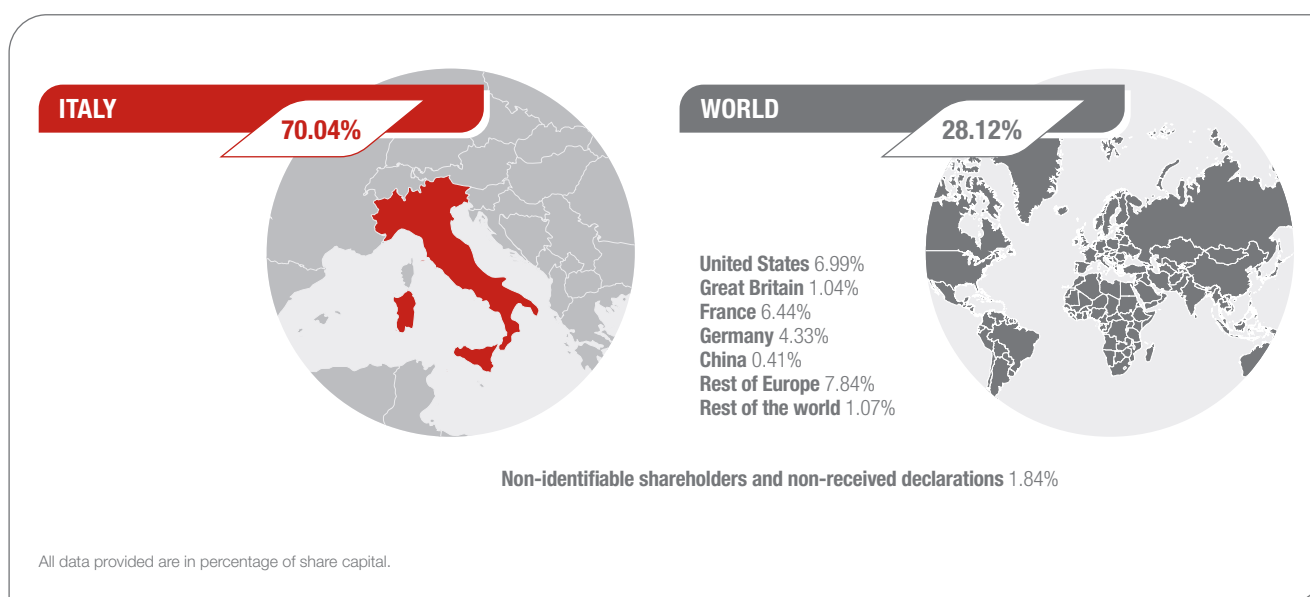 ITALY
70.04%
WORLD
28.12%
United States 6.99%
Great Britain 1.04%
France 6.44%
Germany 4.33%
China 0.41%
Rest of Europe 7.84%
Rest of the world 1.07%
Non-identifiable shareholders and non-received declarations 1.84%
All data provided are in percentage of share capital.